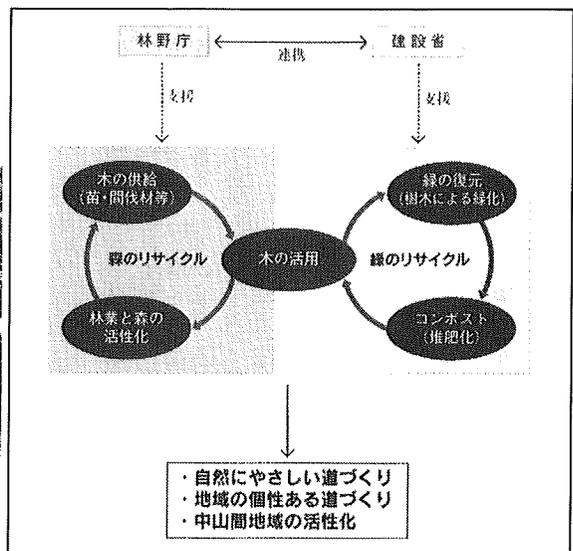 林野庁
建設省
連携
支援
支援
木の供給
(苗・間伐材等)
緑の復元
(樹木による緑化)
森のリサイクル
木の活用
緑のリサイクル
林業と森の
活性化
コンポスト
(堆肥化)
・自然にやさしい道づくり
・地域の個性ある道づくり
・中山間地域の活性化